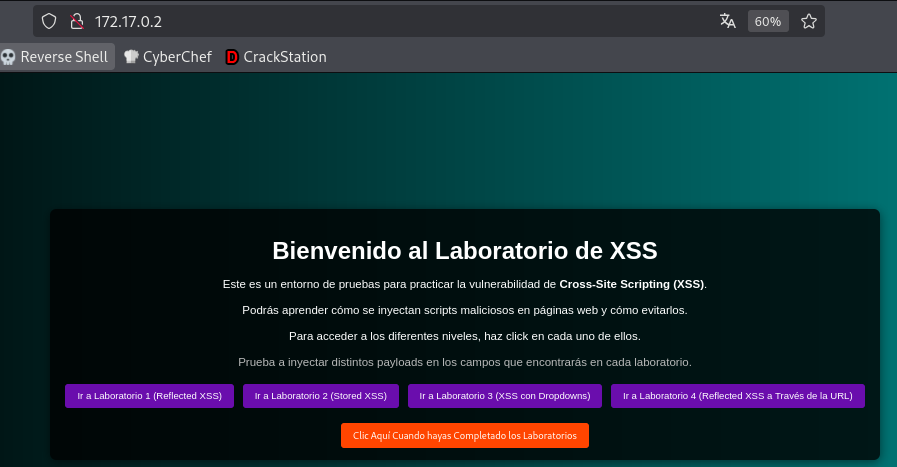 172.17.0.2
60%
Reverse Shell
CyberChef
CrackStation
Bienvenido al Laboratorio de XSS
Este es un entorno de pruebas para practicar la vulnerabilidad de Cross-Site Scripting (XSS).
Podrás aprender cómo se inyectan scripts maliciosos en páginas web y cómo evitarlos.
Para acceder a los diferentes niveles, haz click en cada uno de ellos.
Prueba a inyectar distintos payloads en los campos que encontrarás en cada laboratorio.
Ir a Laboratorio 1 (Reflected XSS)
Ir a Laboratorio 2 (Stored XSS)
Ir a Laboratorio 3 (XSS con Dropdowns)
Ir a Laboratorio 4 (Reflected XSS a Través de la URL)
Clic Aquí Cuando hayas Completado los Laboratorios